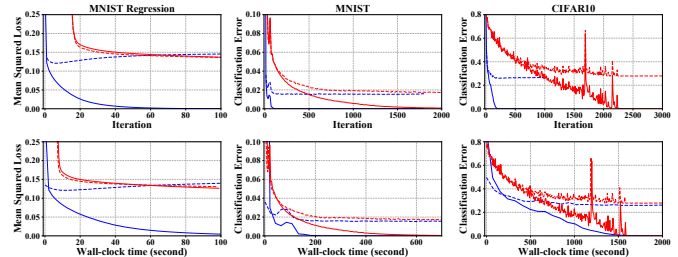 MNIST Regression
MNIST
CIFAR10
Mean Squared Loss
0.25
0.20
0.15
0.10
0.05
0.00
0 20 40 60 80 100
Iteration
Classification Error
0.10
0.08
0.06
0.04
0.02
0.00
0 500 1000 1500 2000
Iteration
Classification Error
0.8
0.6
0.4
0.2
0.0
0 500 1000 1500 2000 2500 3000
Iteration
Mean Squared Loss
0.25
0.20
0.15
0.10
0.05
0.00
0 20 40 60 80 100
Wall-clock time (second)
Classification Error
0.10
0.08
0.06
0.04
0.02
0.00
0 200 400 600
Wall-clock time (second)
Classification Error
0.8
0.6
0.4
0.2
0.0
0 500 1000 1500 2000
Wall-clock time (second)